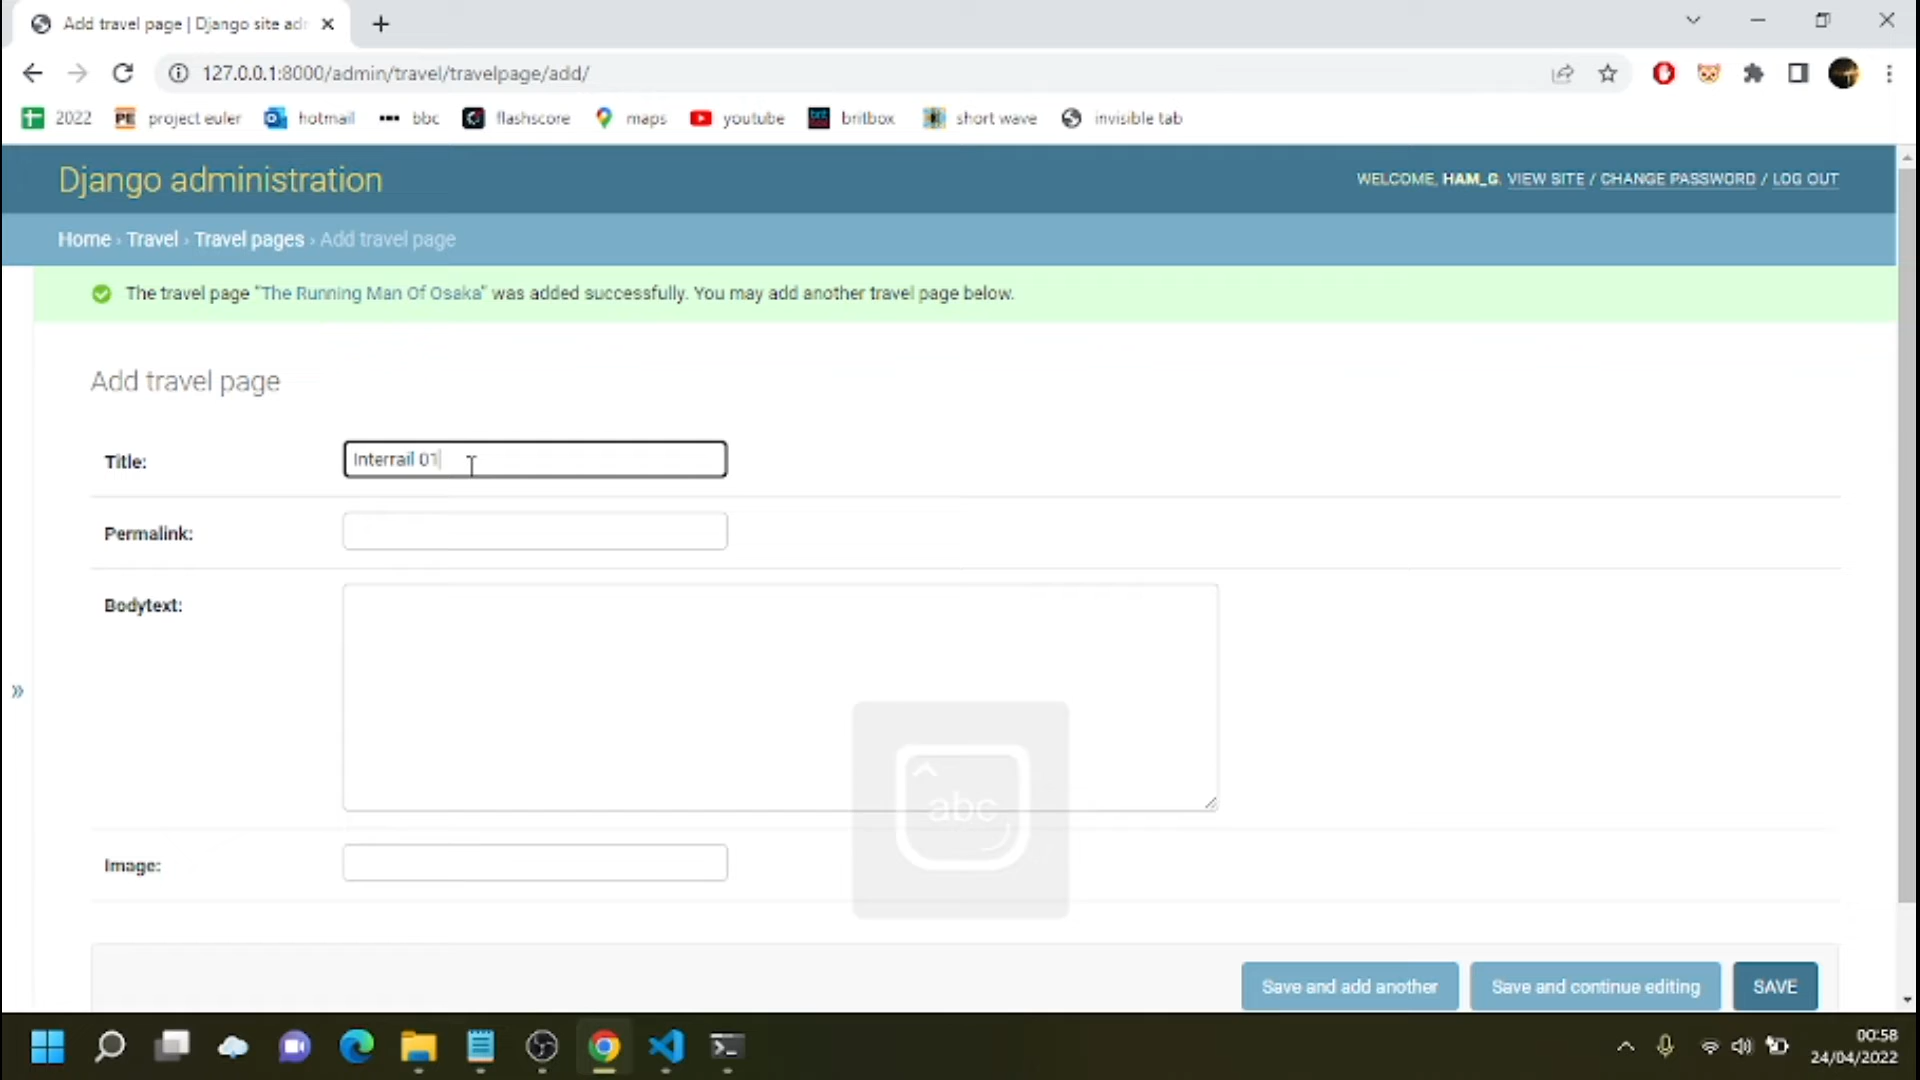 Add travel page | Django site adr
127.0.0.1:8000/admin/travel/travelpage/add/
2022 PE project euler hotmail bbc flashscore maps youtube britbox short wave invisible tab
Django administration
WELCOME, HAM_G. VIEW SITE / CHANGE PASSWORD / LOG OUT
Home › Travel › Travel pages › Add travel page
The travel page "The Running Man Of Osaka" was added successfully. You may add another travel page below.
Add travel page
Title: Interrail 01
Permalink:
Bodytext:
»
abc
Image:
Save and add another Save and continue editing SAVE
00:58
24/04/2022